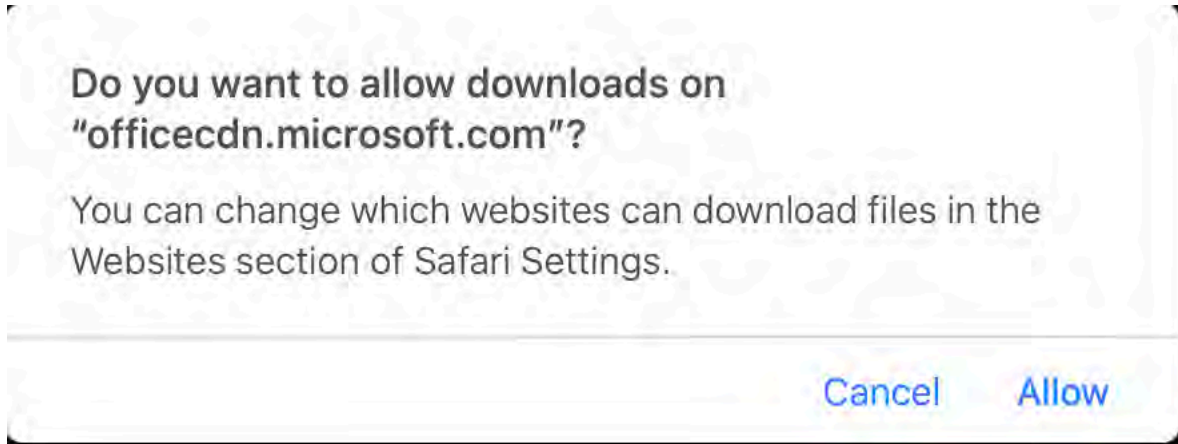 Do you want to allow downloads on
"officecdn.microsoft.com"?
You can change which websites can download files in the
Websites section of Safari Settings.
Cancel Allow